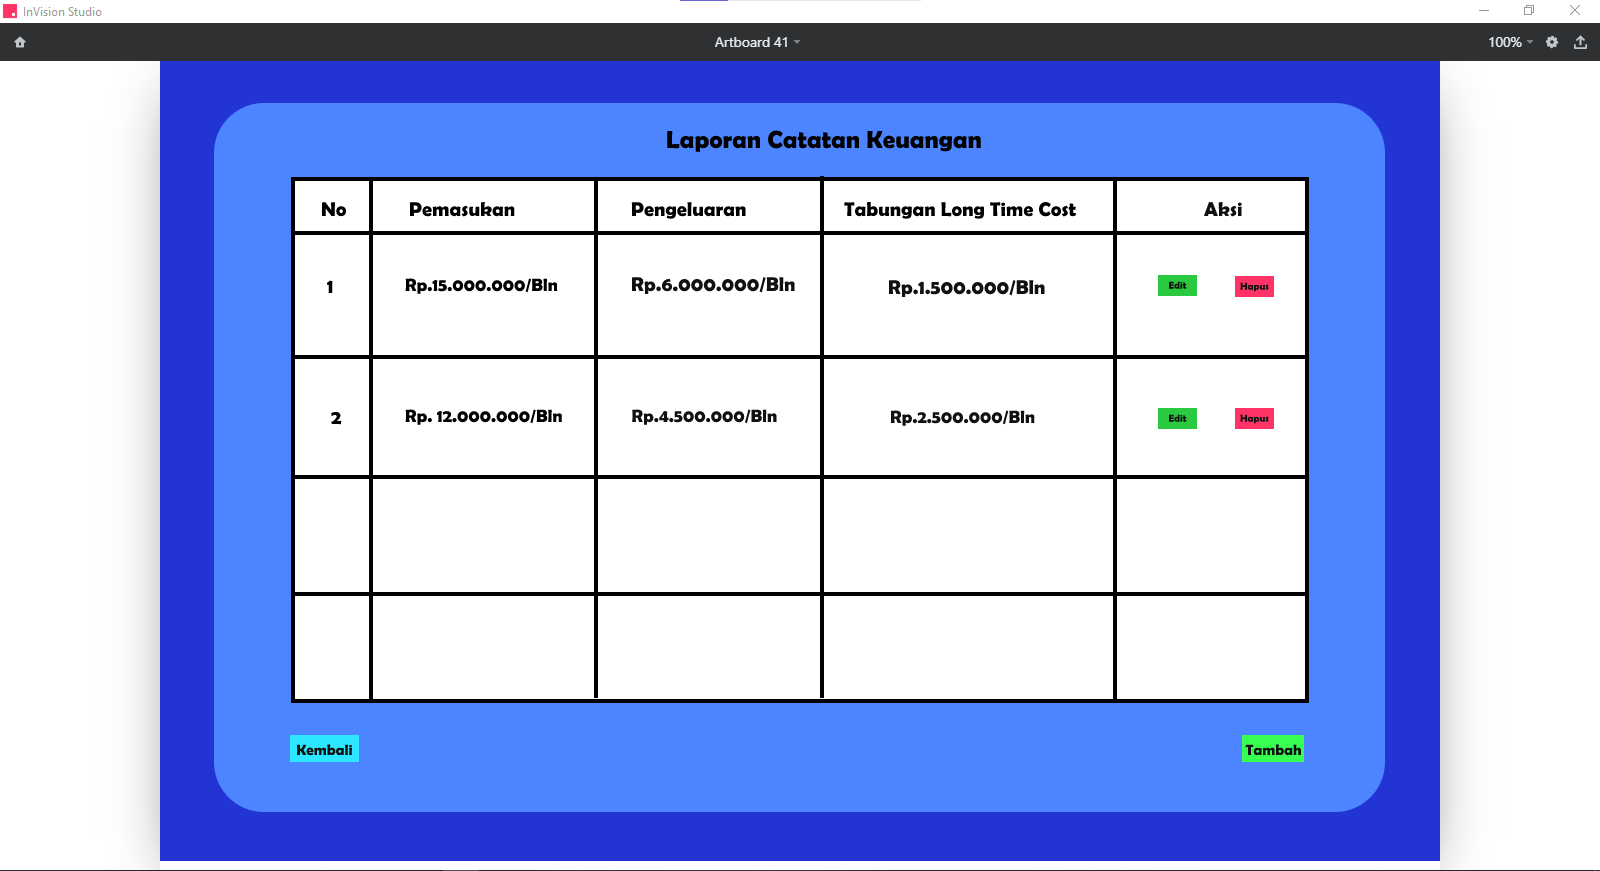 InVision Studio
Artboard 41
100%
Laporan Catatan Keuangan
No Pemasukan Pengeluaran Tabungan Long Time Cost Aksi
1 Rp.15.000.000/Bln Rp.6.000.000/Bln Rp.1.500.000/Bln Edit Hapus
2 Rp. 12.000.000/Bln Rp.4.500.000/Bln Rp.2.500.000/Bln Edit Hapus
Kembali Tambah